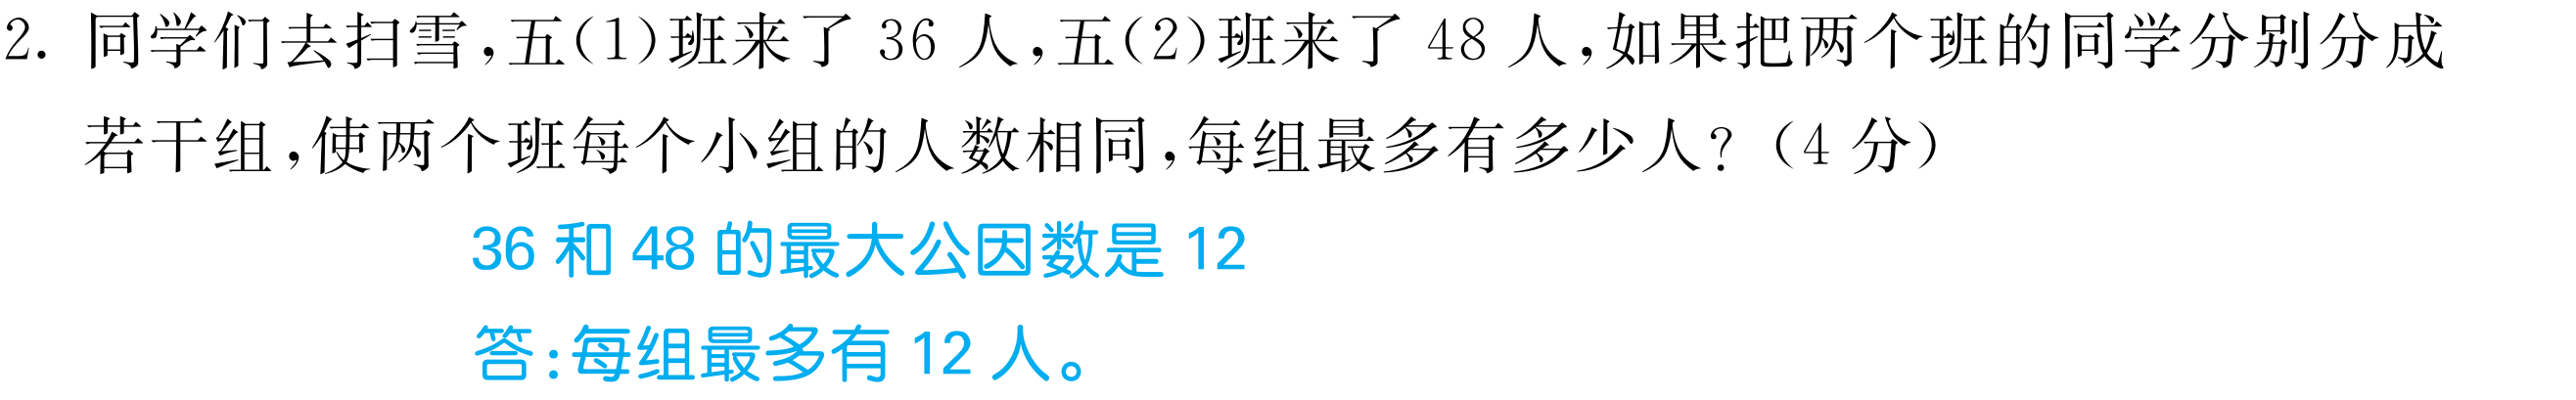 2. 同学们去扫雪,五(1)班来了 36 人,五(2)班来了 48 人,如果把两个班的同学分别分成
若干组,使两个班每个小组的人数相同,每组最多有多少人?(4 分)
36 和 48 的最大公因数是 12
答:每组最多有 12 人。